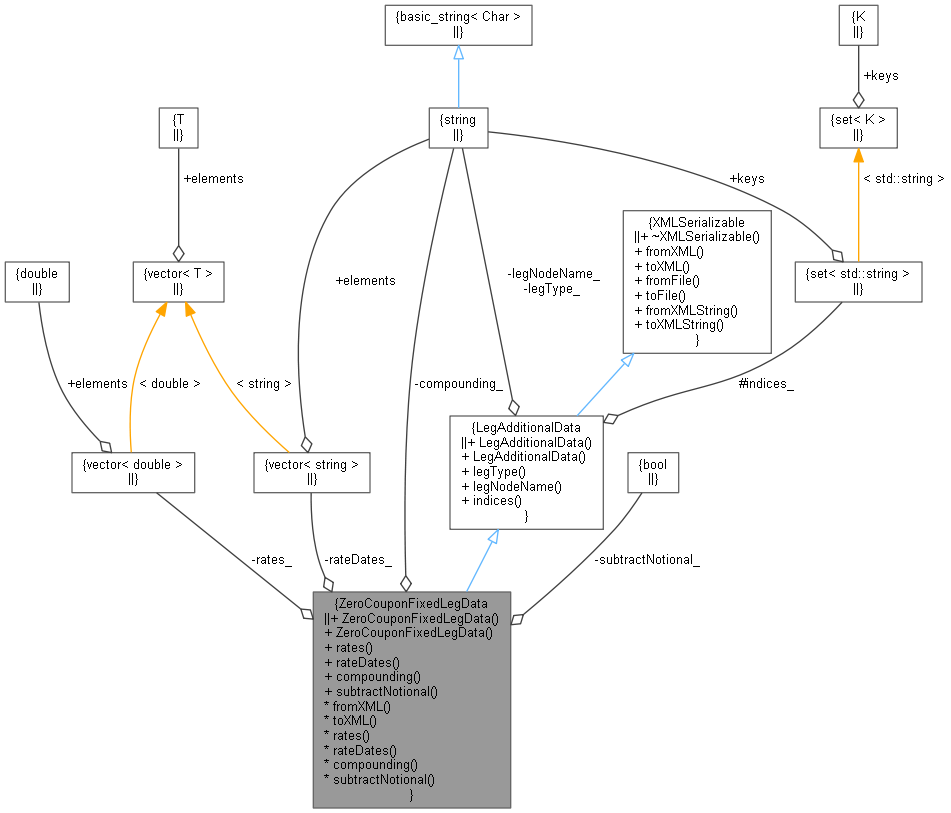 {basic_string< Char >
||}
{K
||}
+keys
{T
||}
{string
||}
{set< K >
||}
+elements
+keys
< std::string >
{XMLSerializable
||+ ~XMLSerializable()
+ fromXML()
+ toXML()
+ fromFile()
+ toFile()
+ fromXMLString()
+ toXMLString()
}
{double
||}
{vector< T >
||}
{set< std::string >
||}
+elements
-legNodeName_
-legType_
+elements
< double >
< string >
-compounding_
#indices_
{LegAdditionalData
||+ LegAdditionalData()
+ LegAdditionalData()
+ legType()
+ legNodeName()
+ indices()
}
{vector< double >
||}
{vector< string >
||}
{bool
||}
-rates_
-rateDates_
-subtractNotional_
{ZeroCouponFixedLegData
||+ ZeroCouponFixedLegData()
+ ZeroCouponFixedLegData()
+ rates()
+ rateDates()
+ compounding()
+ subtractNotional()
* fromXML()
* toXML()
* rates()
* rateDates()
* compounding()
* subtractNotional()
}